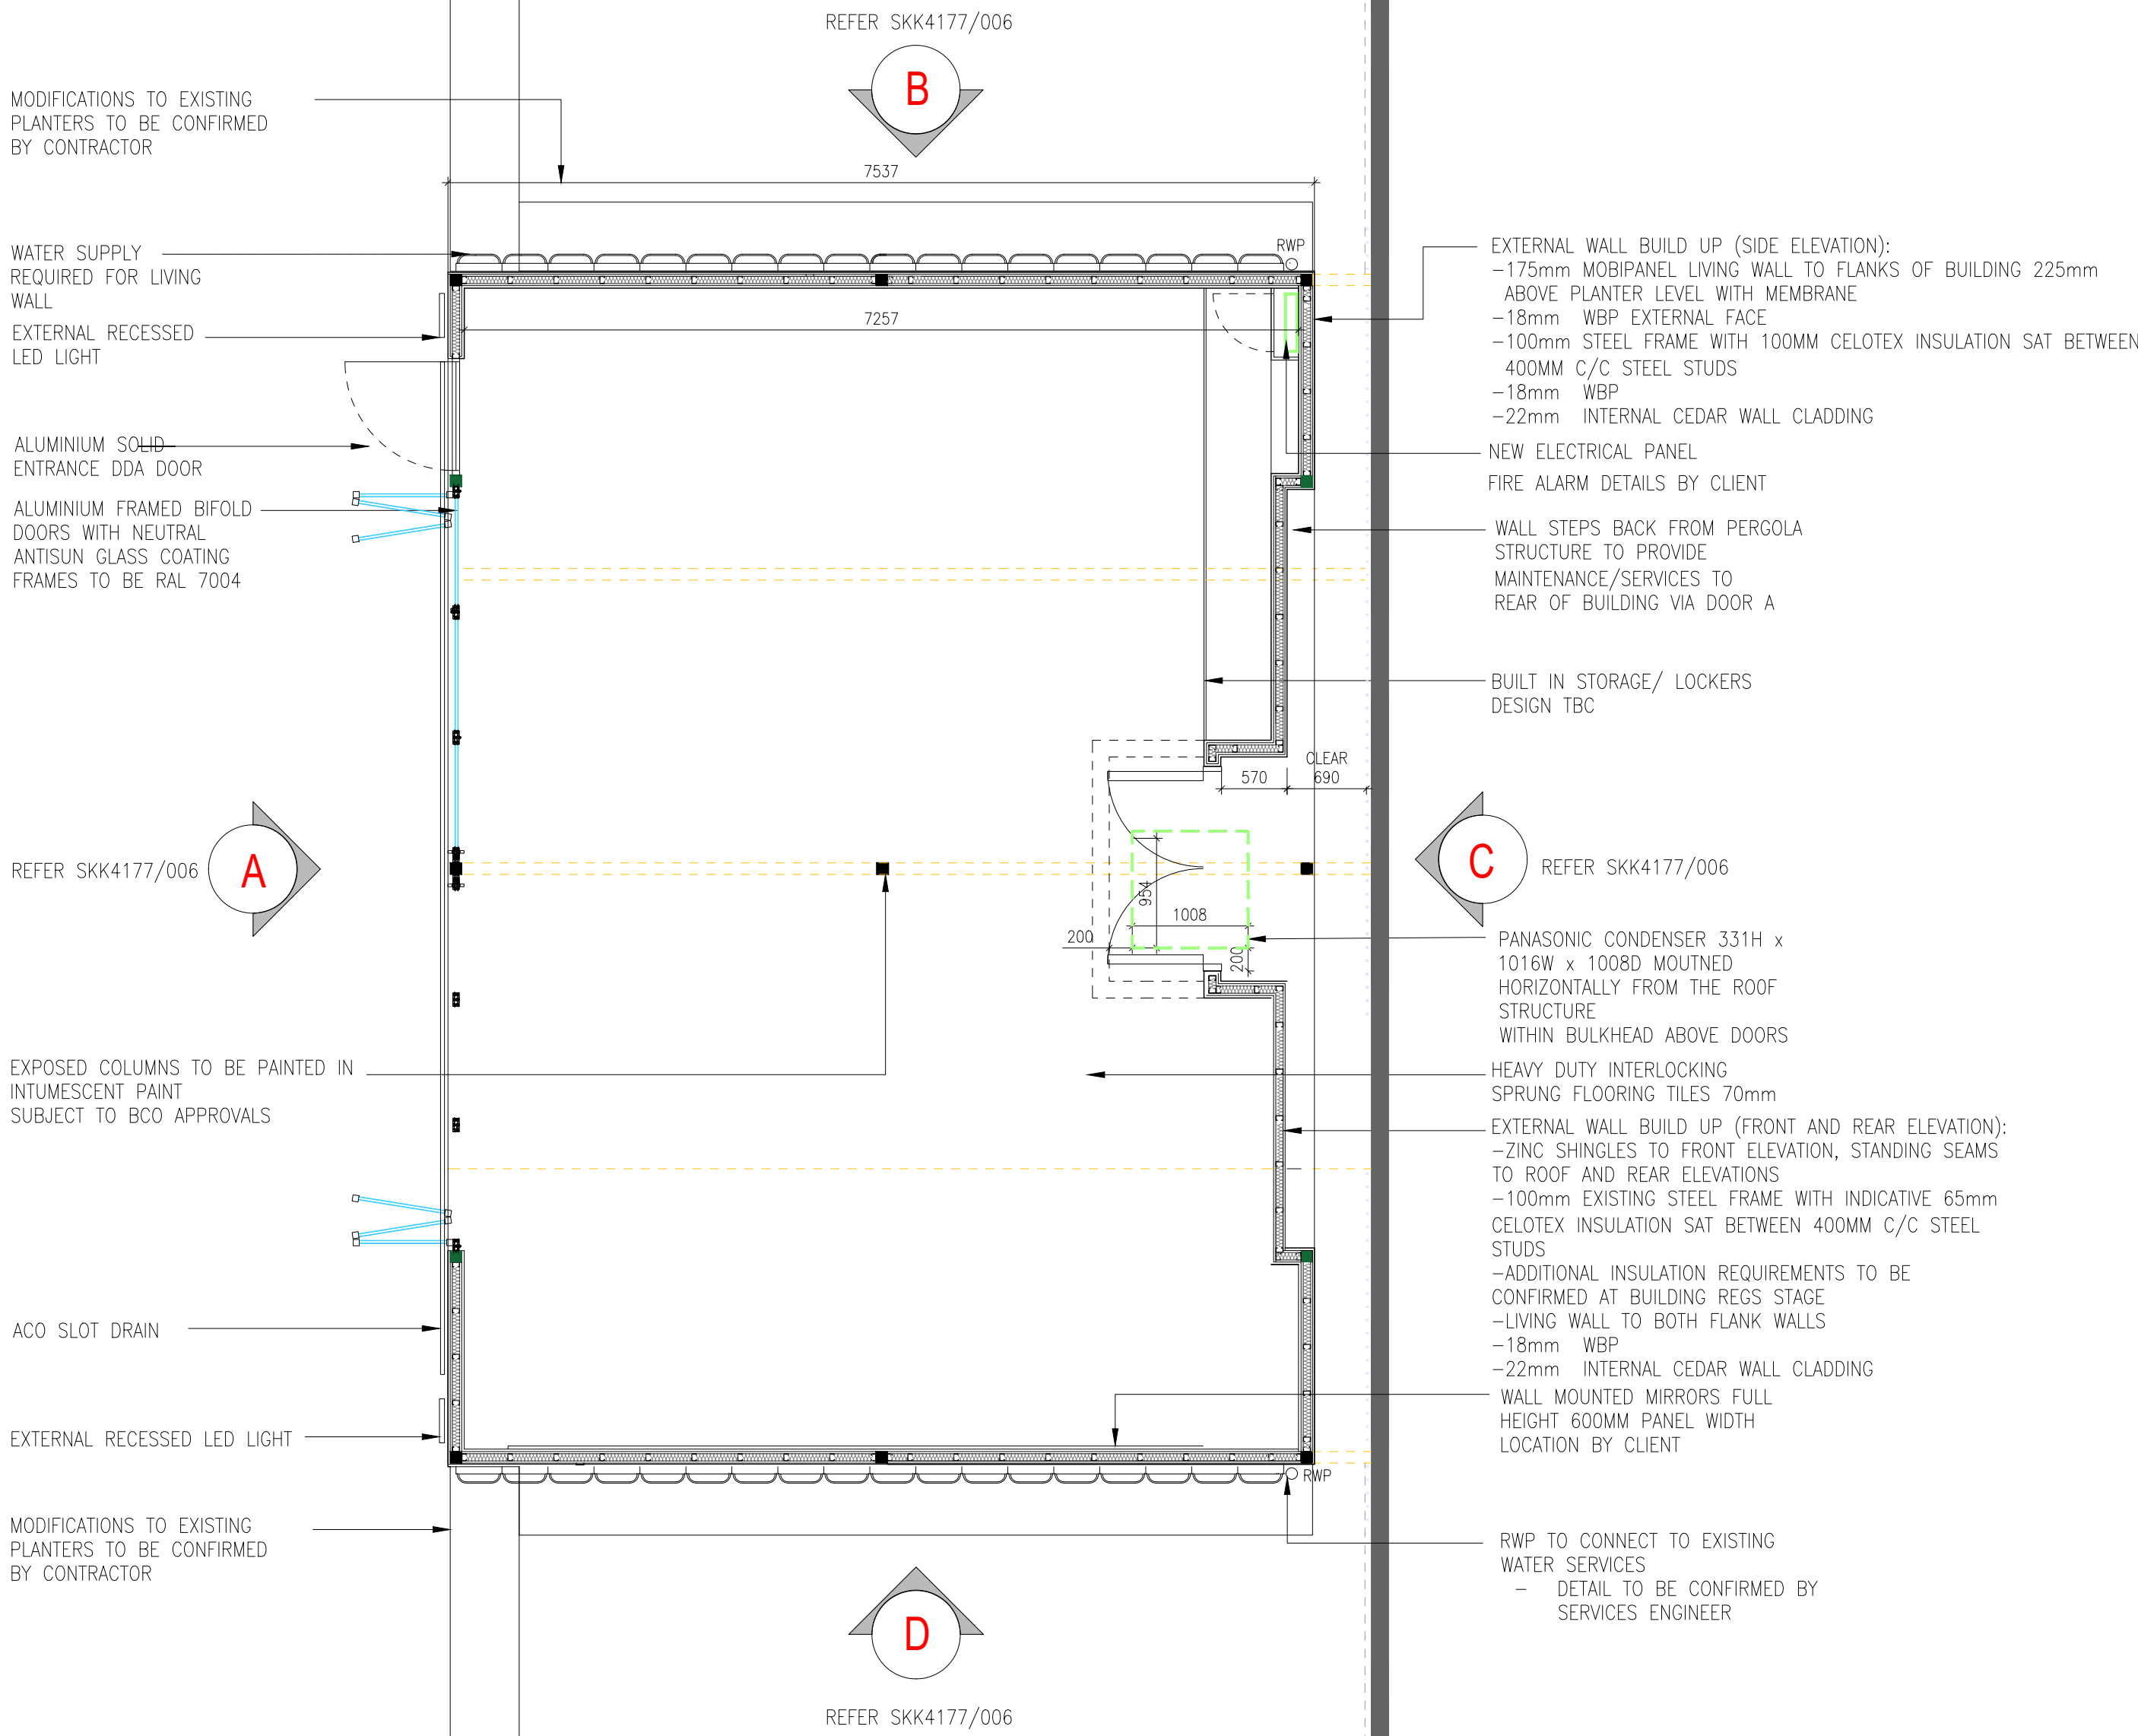 REFER SKK4177/006
B
MODIFICATIONS TO EXISTING
PLANTERS TO BE CONFIRMED
BY CONTRACTOR
7537
WATER SUPPLY
REQUIRED FOR LIVING
WALL
EXTERNAL RECESSED
LED LIGHT
ALUMINIUM SOLID
ENTRANCE DDA DOOR
ALUMINIUM FRAMED BIFOLD
DOORS WITH NEUTRAL
ANTISUN GLASS COATING
FRAMES TO BE RAL 7004
RWP
7257
EXTERNAL WALL BUILD UP (SIDE ELEVATION):
-175mm MOBIPANEL LIVING WALL TO FLANKS OF BUILDING 225mm
ABOVE PLANTER LEVEL WITH MEMBRANE
-18mm WBP EXTERNAL FACE
-100mm STEEL FRAME WITH 100MM CELOTEX INSULATION SAT BETWEEN
400MM C/C STEEL STUDS
-18mm WBP
-22mm INTERNAL CEDAR WALL CLADDING
NEW ELECTRICAL PANEL
FIRE ALARM DETAILS BY CLIENT
WALL STEPS BACK FROM PERGOLA
STRUCTURE TO PROVIDE
MAINTENANCE/SERVICES TO
REAR OF BUILDING VIA DOOR A
BUILT IN STORAGE/ LOCKERS
DESIGN TBC
CLEAR
570
690
REFER SKK4177/006
A
C
REFER SKK4177/006
954
1008
200
200
PANASONIC CONDENSER 331H x
1016W x 1008D MOUTNED
HORIZONTALLY FROM THE ROOF
STRUCTURE
WITHIN BULKHEAD ABOVE DOORS
EXPOSED COLUMNS TO BE PAINTED IN
INTUMESCENT PAINT
SUBJECT TO BCO APPROVALS
HEAVY DUTY INTERLOCKING
SPRUNG FLOORING TILES 70mm
EXTERNAL WALL BUILD UP (FRONT AND REAR ELEVATION):
-ZINC SHINGLES TO FRONT ELEVATION, STANDING SEAMS
TO ROOF AND REAR ELEVATIONS
-100mm EXISTING STEEL FRAME WITH INDICATIVE 65mm
CELOTEX INSULATION SAT BETWEEN 400MM C/C STEEL
STUDS
-ADDITIONAL INSULATION REQUIREMENTS TO BE
CONFIRMED AT BUILDING REGS STAGE
-LIVING WALL TO BOTH FLANK WALLS
-18mm WBP
-22mm INTERNAL CEDAR WALL CLADDING
ACO SLOT DRAIN
EXTERNAL RECESSED LED LIGHT
WALL MOUNTED MIRRORS FULL
HEIGHT 600MM PANEL WIDTH
LOCATION BY CLIENT
RWP
MODIFICATIONS TO EXISTING
PLANTERS TO BE CONFIRMED
BY CONTRACTOR
RWP TO CONNECT TO EXISTING
WATER SERVICES
- DETAIL TO BE CONFIRMED BY
SERVICES ENGINEER
D
REFER SKK4177/006